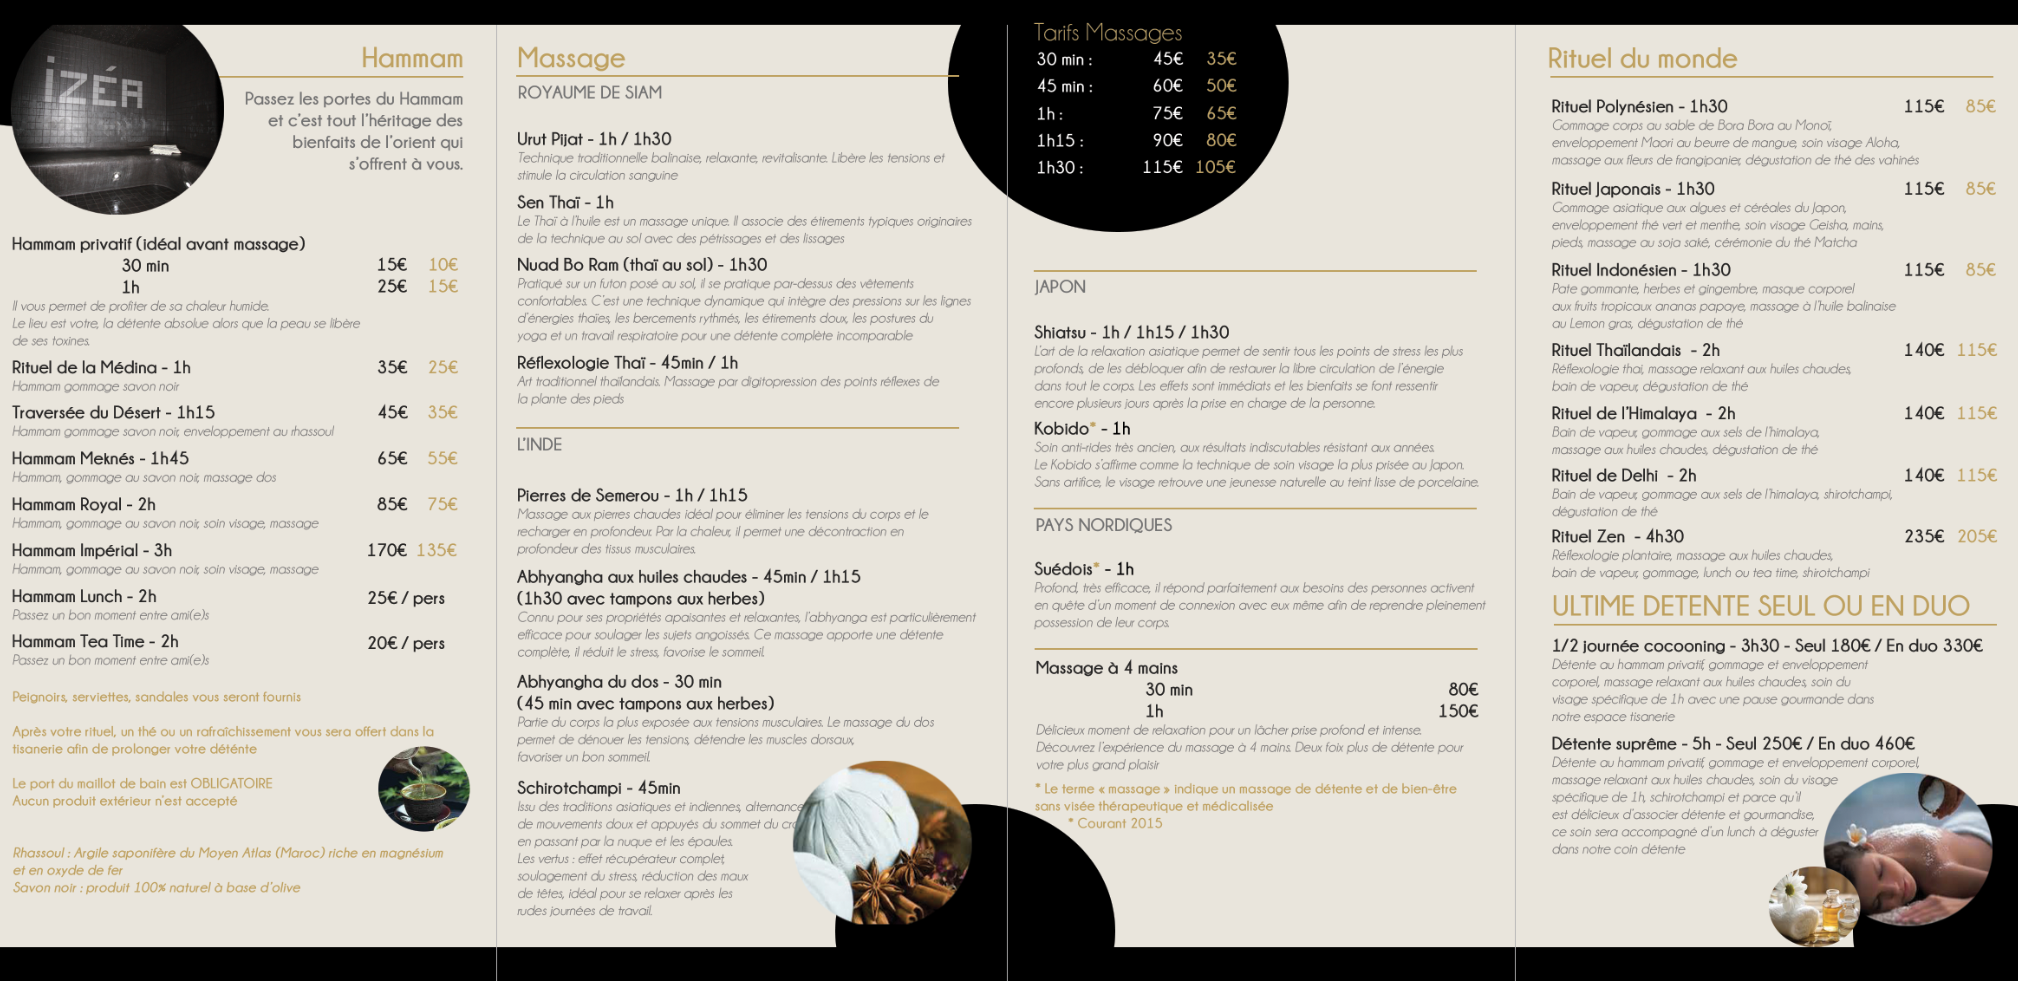 iZÉA
Hammam
Passez les portes du Hammam
et c'est tout l'héritage des
bienfaits de l'orient qui
s'offrent à vous.
Hammam privatif (idéal avant massage)
30 min 15€ 10€
1h 25€ 15€
Il vous permet de profiter de sa chaleur humide.
Le lieu est votre, la détente absolue alors que la peau se libère
de ses toxines.
Rituel de la Médina - 1h 35€ 25€
Hammam gommage savon noir
Traversée du Désert - 1h15 45€ 35€
Hammam gommage savon noir, enveloppement au rhassoul
Hammam Meknés - 1h45 65€ 55€
Hammam, gommage au savon noir, massage dos
Hammam Royal - 2h 85€ 75€
Hammam, gommage au savon noir, soin visage, massage
Hammam Impérial - 3h 170€ 135€
Hammam, gommage au savon noir, soin visage, massage
Hammam Lunch - 2h 25€ / pers
Passez un bon moment entre ami(e)s
Hammam Tea Time - 2h 20€ / pers
Passez un bon moment entre ami(e)s
Peignoirs, serviettes, sandales vous seront fournis
Après votre rituel, un thé ou un rafraîchissement vous sera offert dans la
tisanerie afin de prolonger votre déténte
Le port du maillot de bain est OBLIGATOIRE
Aucun produit extérieur n'est accepté
Rhassoul : Argile saponifère du Moyen Atlas (Maroc) riche en magnésium
et en oxyde de fer
Savon noir : produit 100% naturel à base d'olive
Massage
ROYAUME DE SIAM
Urut Pijat - 1h / 1h30
Technique traditionnelle balinaise, relaxante, revitalisante. Libère les tensions et
stimule la circulation sanguine
Sen Thaï - 1h
Le Thaï à l'huile est un massage unique. Il associe des étirements typiques originaires
de la technique au sol avec des pétrissages et des lissages
Nuad Bo Ram (thaï au sol) - 1h30
Pratiqué sur un futon posé au sol, il se pratique par-dessus des vêtements
confortables. C'est une technique dynamique qui intègre des pressions sur les lignes
d'énergies thaïes, les bercements rythmés, les étirements doux, les postures du
yoga et un travail respiratoire pour une détente complète incomparable
Réflexologie Thaï - 45min / 1h
Art traditionnel thaïlandais. Massage par digitopression des points réflexes de
la plante des pieds
L'INDE
Pierres de Semerou - 1h / 1h15
Massage aux pierres chaudes idéal pour éliminer les tensions du corps et le
recharger en profondeur. Par la chaleur, il permet une décontraction en
profondeur des tissus musculaires.
Abhyangha aux huiles chaudes - 45min / 1h15
(1h30 avec tampons aux herbes)
Connu pour ses propriétés apaisantes et relaxantes, l'abhyanga est particulièrement
efficace pour soulager les sujets angoissés. Ce massage apporte une détente
complète, il réduit le stress, favorise le sommeil.
Abhyangha du dos - 30 min
(45 min avec tampons aux herbes)
Partie du corps la plus exposée aux tensions musculaires. Le massage du dos
permet de dénouer les tensions, détendre les muscles dorsaux,
favoriser un bon sommeil.
Schirotchampi - 45min
Issu des traditions asiatiques et indiennes, alternance
de mouvements doux et appuyés du sommet du cr
en passant par la nuque et les épaules.
Les vertus : effet récupérateur complet,
soulagement du stress, réduction des maux
de têtes, idéal pour se relaxer après les
rudes journées de travail.
Tarifs Massages
30 min : 45€ 35€
45 min : 60€ 50€
1h : 75€ 65€
1h15 : 90€ 80€
1h30 : 115€ 105€
JAPON
Shiatsu - 1h / 1h15 / 1h30
L'art de la relaxation asiatique permet de sentir tous les points de stress les plus
profonds, de les débloquer afin de restaurer la libre circulation de l'énergie
dans tout le corps. Les effets sont immédiats et les bienfaits se font ressentir
encore plusieurs jours après la prise en charge de la personne.
Kobido* - 1h
Soin anti-rides très ancien, aux résultats indiscutables résistant aux années.
Le Kobido s'affirme comme la technique de soin visage la plus prisée au Japon.
Sans artifice, le visage retrouve une jeunesse naturelle au teint lisse de porcelaine.
PAYS NORDIQUES
Suédois* - 1h
Profond, très efficace, il répond parfaitement aux besoins des personnes activent
en quête d'un moment de connexion avec eux même afin de reprendre pleinement
possession de leur corps.
Massage à 4 mains
30 min 80€
1h 150€
Délicieux moment de relaxation pour un lâcher prise profond et intense.
Découvrez l'expérience du massage à 4 mains. Deux foix plus de détente pour
votre plus grand plaisir
* Le terme « massage » indique un massage de détente et de bien-être
sans visée thérapeutique et médicalisée
* Courant 2015
Rituel du monde
Rituel Polynésien - 1h30 115€ 85€
Gommage corps au sable de Bora Bora au Monoï,
enveloppement Maori au beurre de mangue, soin visage Aloha,
massage aux fleurs de frangipanier, dégustation de thé des vahinés
Rituel Japonais - 1h30 115€ 85€
Gommage asiatique aux algues et céréales du Japon,
enveloppement thé vert et menthe, soin visage Geisha, mains,
pieds, massage au soja saké, cérémonie du thé Matcha
Rituel Indonésien - 1h30 115€ 85€
Pate gommante, herbes et gingembre, masque corporel
aux fruits tropicaux ananas papaye, massage à l'huile balinaise
au Lemon gras, dégustation de thé
Rituel Thaïlandais - 2h 140€ 115€
Réflexologie thai, massage relaxant aux huiles chaudes,
bain de vapeur, dégustation de thé
Rituel de l'Himalaya - 2h 140€ 115€
Bain de vapeur, gommage aux sels de l'himalaya,
massage aux huiles chaudes, dégustation de thé
Rituel de Delhi - 2h 140€ 115€
Bain de vapeur, gommage aux sels de l'himalaya, shirotchampi,
dégustation de thé
Rituel Zen - 4h30 235€ 205€
Réflexologie plantaire, massage aux huiles chaudes,
bain de vapeur, gommage, lunch ou tea time, shirotchampi
ULTIME DETENTE SEUL OU EN DUO
1/2 journée cocooning - 3h30 - Seul 180€ / En duo 330€
Détente au hammam privatif, gommage et enveloppement
corporel, massage relaxant aux huiles chaudes, soin du
visage spécifique de 1h avec une pause gourmande dans
notre espace tisanerie
Détente suprême - 5h - Seul 250€ / En duo 460€
Détente au hammam privatif, gommage et enveloppement corporel,
massage relaxant aux huiles chaudes, soin du visage
spécifique de 1h, schirotchampi et parce qu'il
est délicieux d'associer détente et gourmandise,
ce soin sera accompagné d'un lunch à déguster
dans notre coin détente